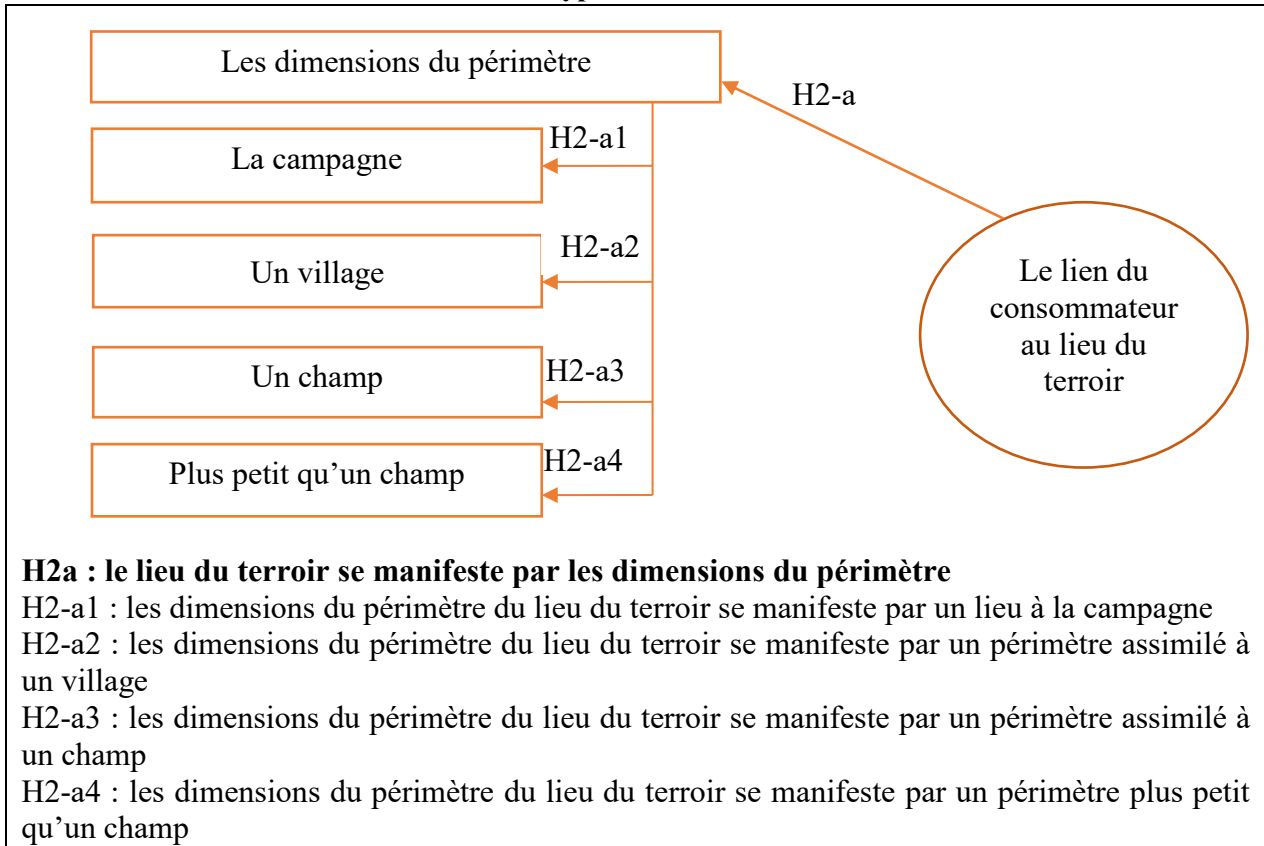 Les dimensions du périmètre
H2-a
H2-a1
La campagne
H2-a2
Un village
Le lien du
consommateur
au lieu du
terroir
H2-a3
Un champ
H2-a4
Plus petit qu’un champ
H2a : le lieu du terroir se manifeste par les dimensions du périmètre
H2-a1 : les dimensions du périmètre du lieu du terroir se manifeste par un lieu à la campagne
H2-a2 : les dimensions du périmètre du lieu du terroir se manifeste par un périmètre assimilé à
un village
H2-a3 : les dimensions du périmètre du lieu du terroir se manifeste par un périmètre assimilé à
un champ
H2-a4 : les dimensions du périmètre du lieu du terroir se manifeste par un périmètre plus petit
qu’un champ